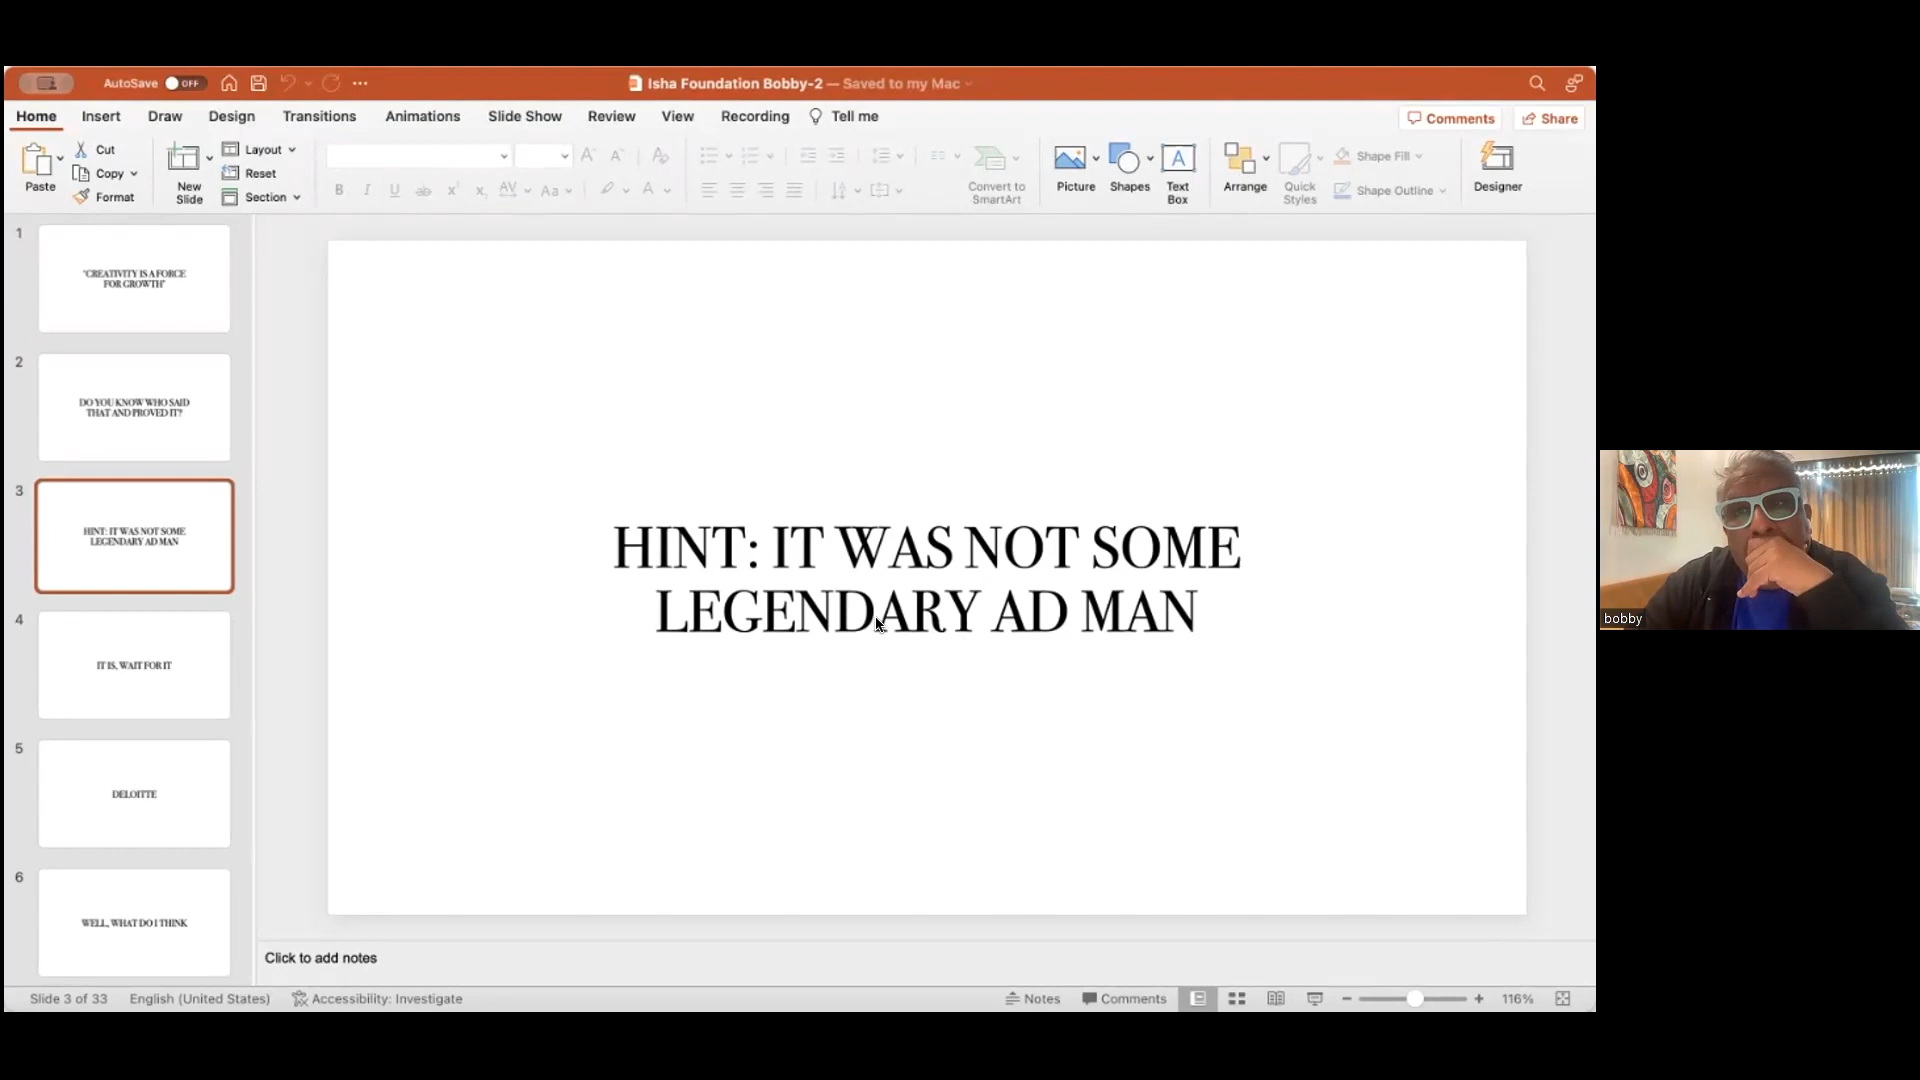 AutoSave OFF
Isha Foundation Bobby-2 — Saved to my Mac
Home Insert Draw Design Transitions Animations Slide Show Review View Recording Tell me
Comments Share
Paste
Cut
Copy
Format
New
Slide
Layout
Reset
Section
Convert to
SmartArt
Picture
Shapes
Text
Box
Arrange
Quick
Styles
Shape Fill
Shape Outline
Designer
1
"CREATIVITY IS A FORCE
FOR GROWTH"
2
DO YOU KNOW WHO SAID
THAT AND PROVED IT?
3
HINT: IT WAS NOT SOME
LEGENDARY AD MAN
4
IT IS, WAIT FOR IT
5
DELOITTE
6
WELL, WHAT DO I THINK
HINT: IT WAS NOT SOME
LEGENDARY AD MAN
Click to add notes
Slide 3 of 33 English (United States) Accessibility: Investigate
Notes Comments 116%
bobby